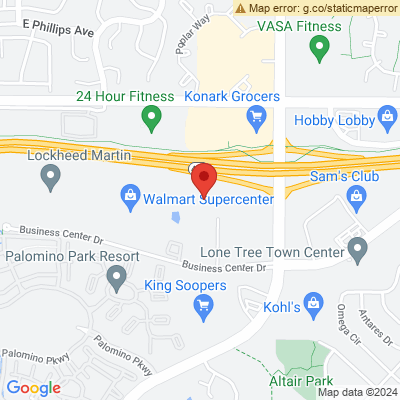 Map error: g.co/staticmaperror
E Phillips Ave
Poplar Way
VASA Fitness
24 Hour Fitness
Konark Grocers
Hobby Lobby
Lockheed Martin
Sam's Club
Walmart Supercenter
Business Center Dr
Lone Tree Town Center
Palomino Park Resort
Business Center Dr
King Soopers
Kohl's
Omega Cir
Antares Dr
Palomino Pkwy
Palomino Pkwy
Altair Park
Google
Map data ©2024